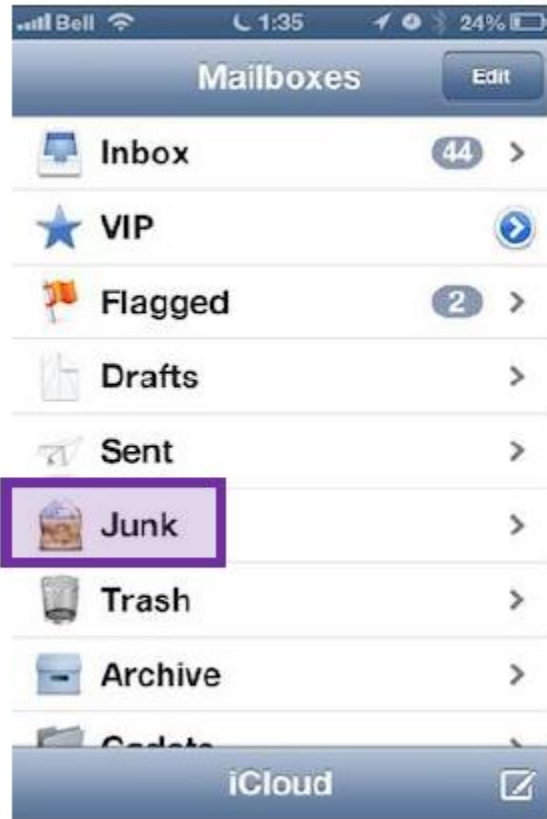 Bell 1:35 24%
Mailboxes Edit
Inbox 44
VIP
Flagged 2
Drafts
Sent
Junk
Trash
Archive
iCloud